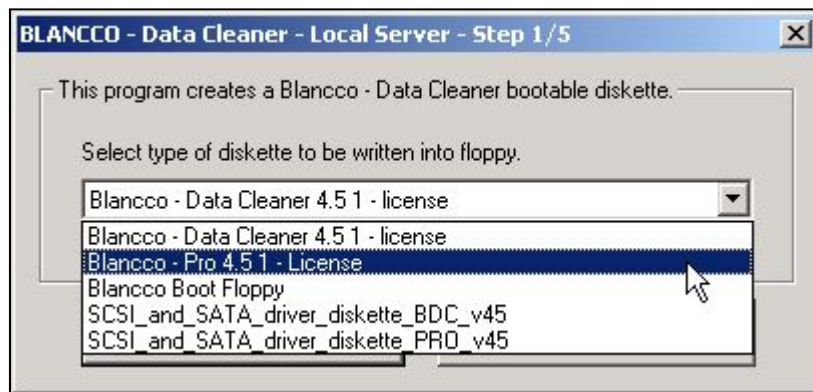 BLANCCO - Data Cleaner - Local Server - Step 1/5
This program creates a Blancco - Data Cleaner bootable diskette.
Select type of diskette to be written into floppy.
Blancco - Data Cleaner 4.5 1 - license
Blancco - Data Cleaner 4.5 1 - license
Blancco - Pro 4.5 1 - License
Blancco Boot Floppy
SCSI_and_SATA_driver_diskette_BDC_v45
SCSI_and_SATA_driver_diskette_PRO_v45